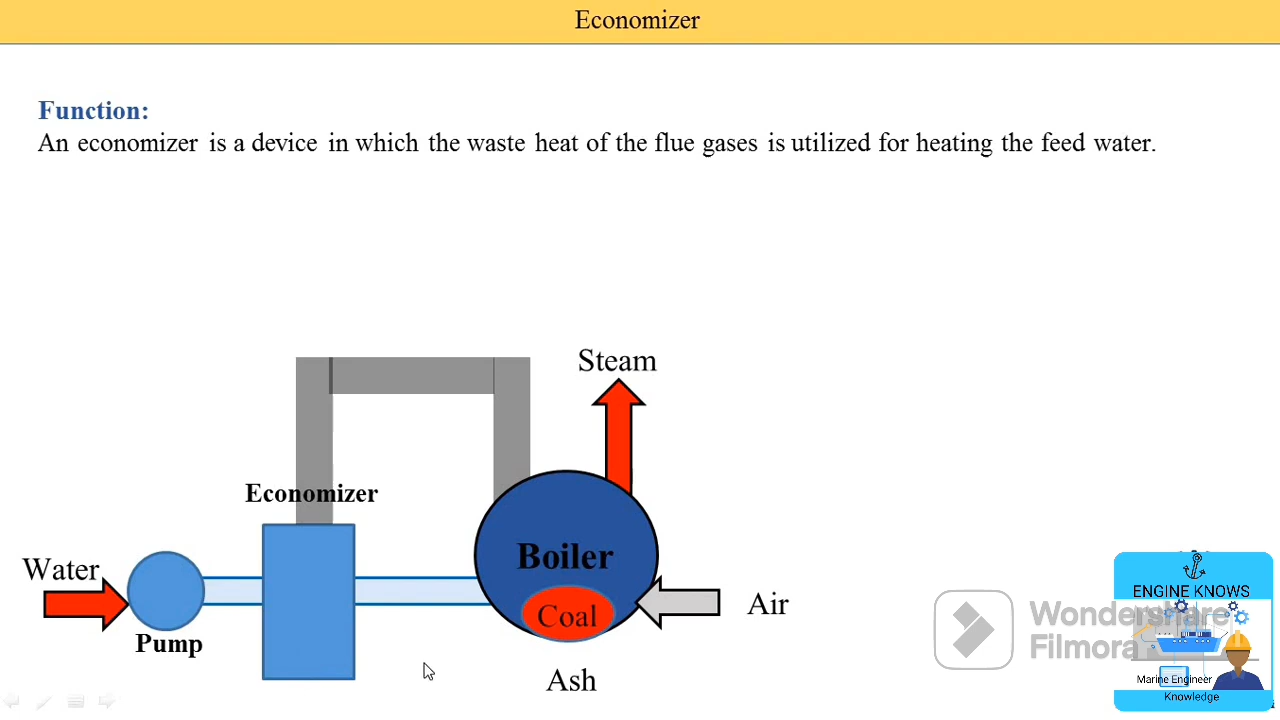 Economizer
Function:
An economizer is a device in which the waste heat of the flue gases is utilized for heating the feed water.
Steam
Economizer
Boiler
Water
Coal
Air
Pump
Ash
ENGINE KNOWS
Wondershare
Filmora
Marine Engineer
Knowledge